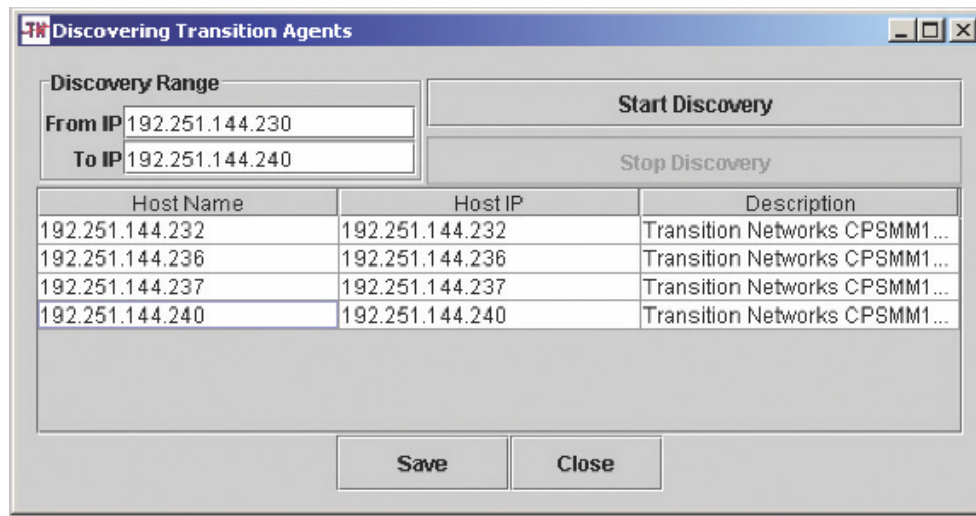 TN Discovering Transition Agents
Discovery Range
From IP 192.251.144.230
To IP 192.251.144.240
Start Discovery
Stop Discovery
Host Name Host IP Description
192.251.144.232 192.251.144.232 Transition Networks CPSMM1...
192.251.144.236 192.251.144.236 Transition Networks CPSMM1...
192.251.144.237 192.251.144.237 Transition Networks CPSMM1...
192.251.144.240 192.251.144.240 Transition Networks CPSMM1...
Save Close